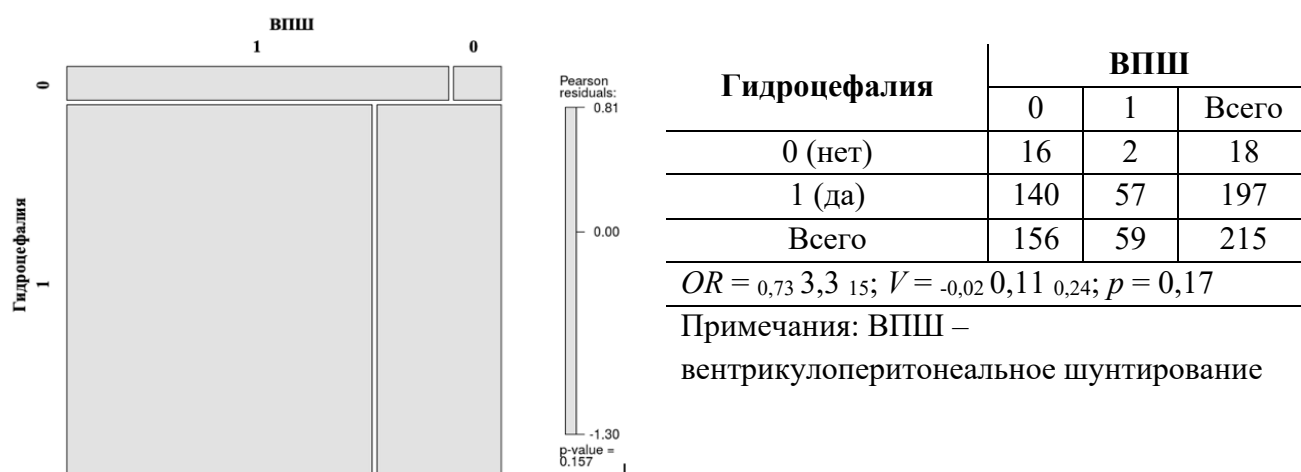 ВПШ
1 0
0
Гидроцефалия
1
Pearson
residuals:
0.81
0.00
-1.30
p-value =
0.157
Гидроцефалия ВПШ
0 1 Всего
0 (нет) 16 2 18
1 (да) 140 57 197
Всего 156 59 215
OR = 0,73 3,3 15; V = -0,02 0,11 0,24; p = 0,17
Примечания: ВПШ –
вентрикулоперитонеальное шунтирование